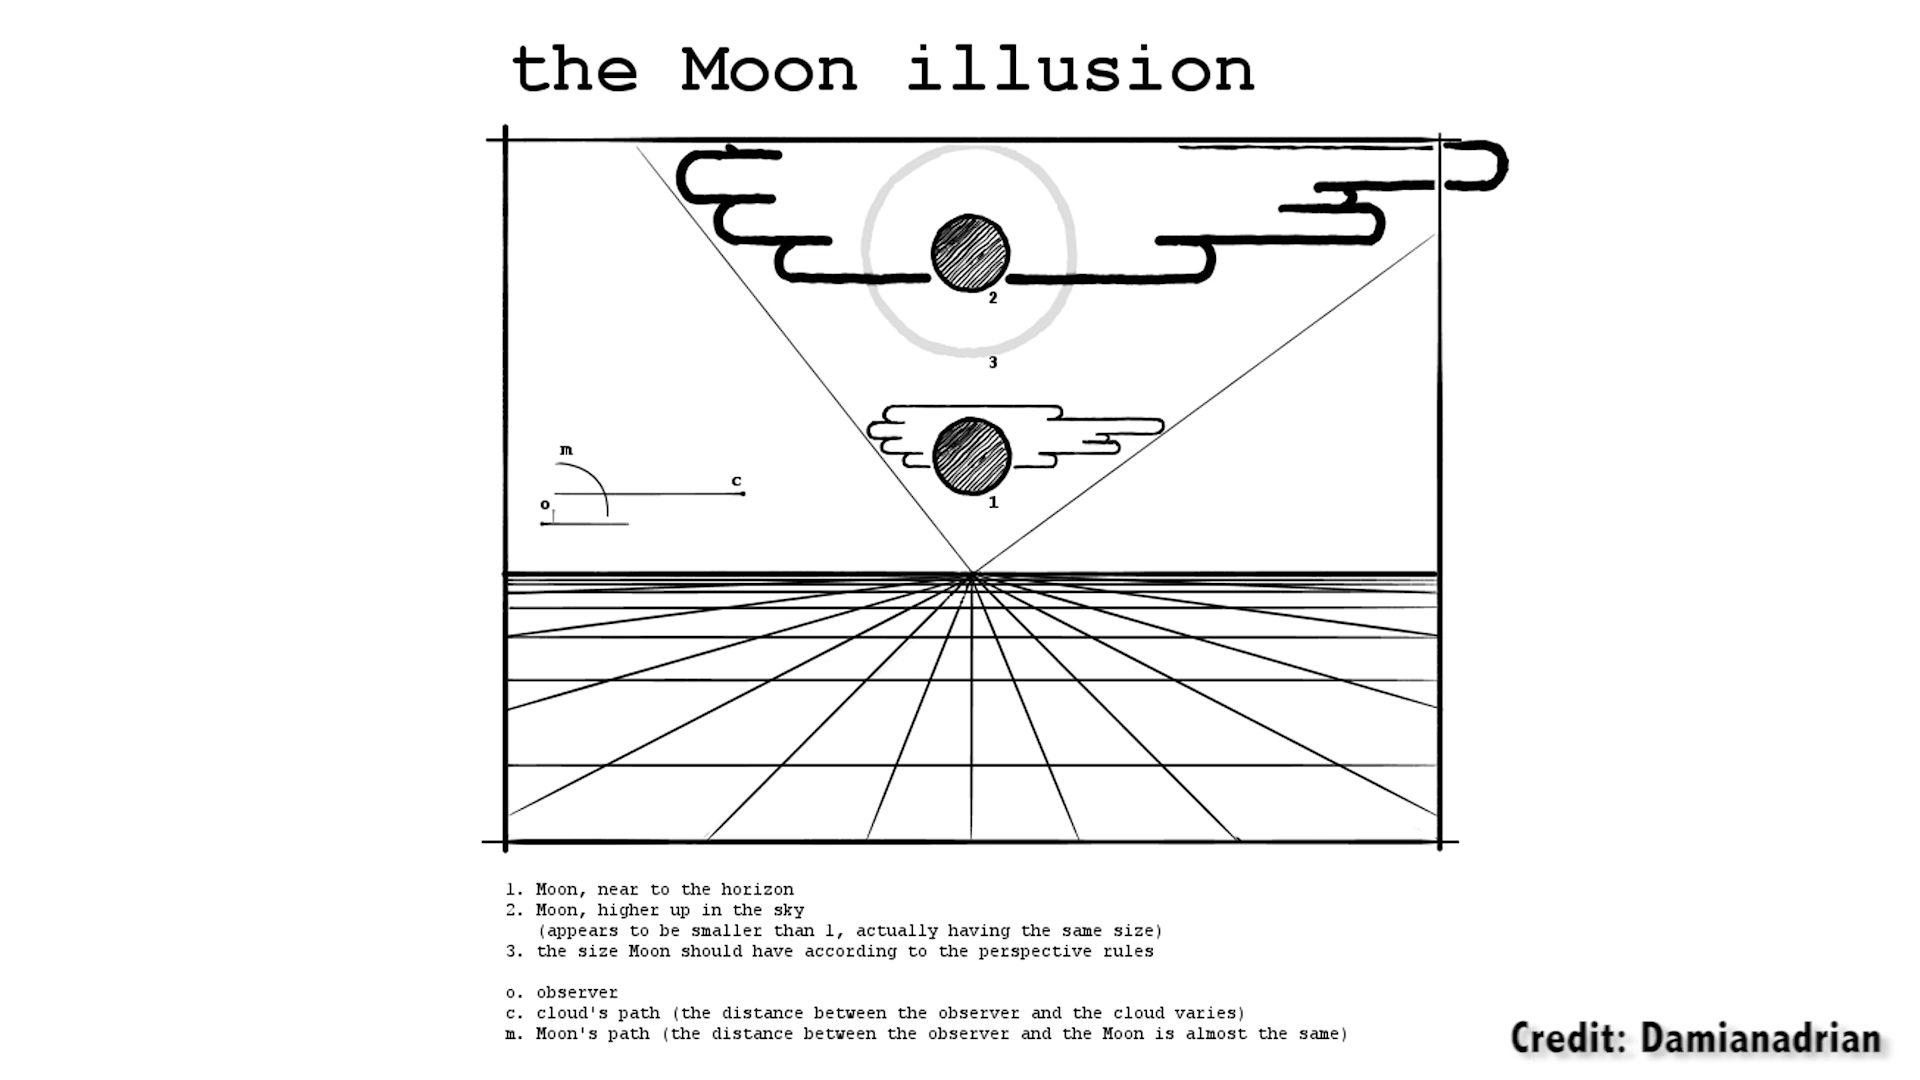 the Moon illusion
2
3
1
m
c
o
1. Moon, near to the horizon
2. Moon, higher up in the sky
(appears to be smaller than 1, actually having the same size)
3. the size Moon should have according to the perspective rules
o. observer
c. cloud's path (the distance between the observer and the cloud varies)
m. Moon's path (the distance between the observer and the Moon is almost the same)
Credit: Damianadrian